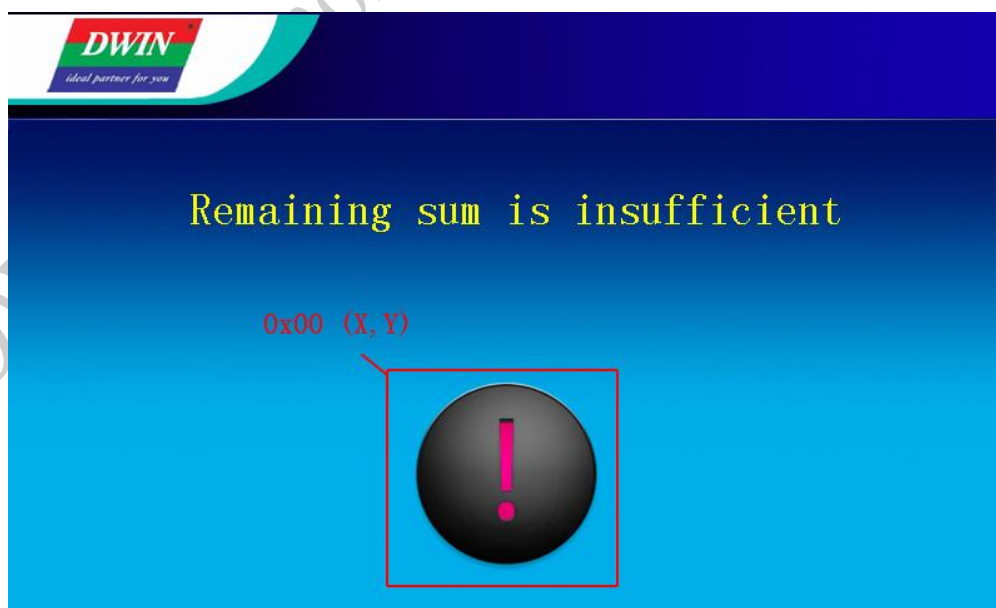 DWIN
ideal partner for you
Remaining sum is insufficient
0x00 (X, Y)
!